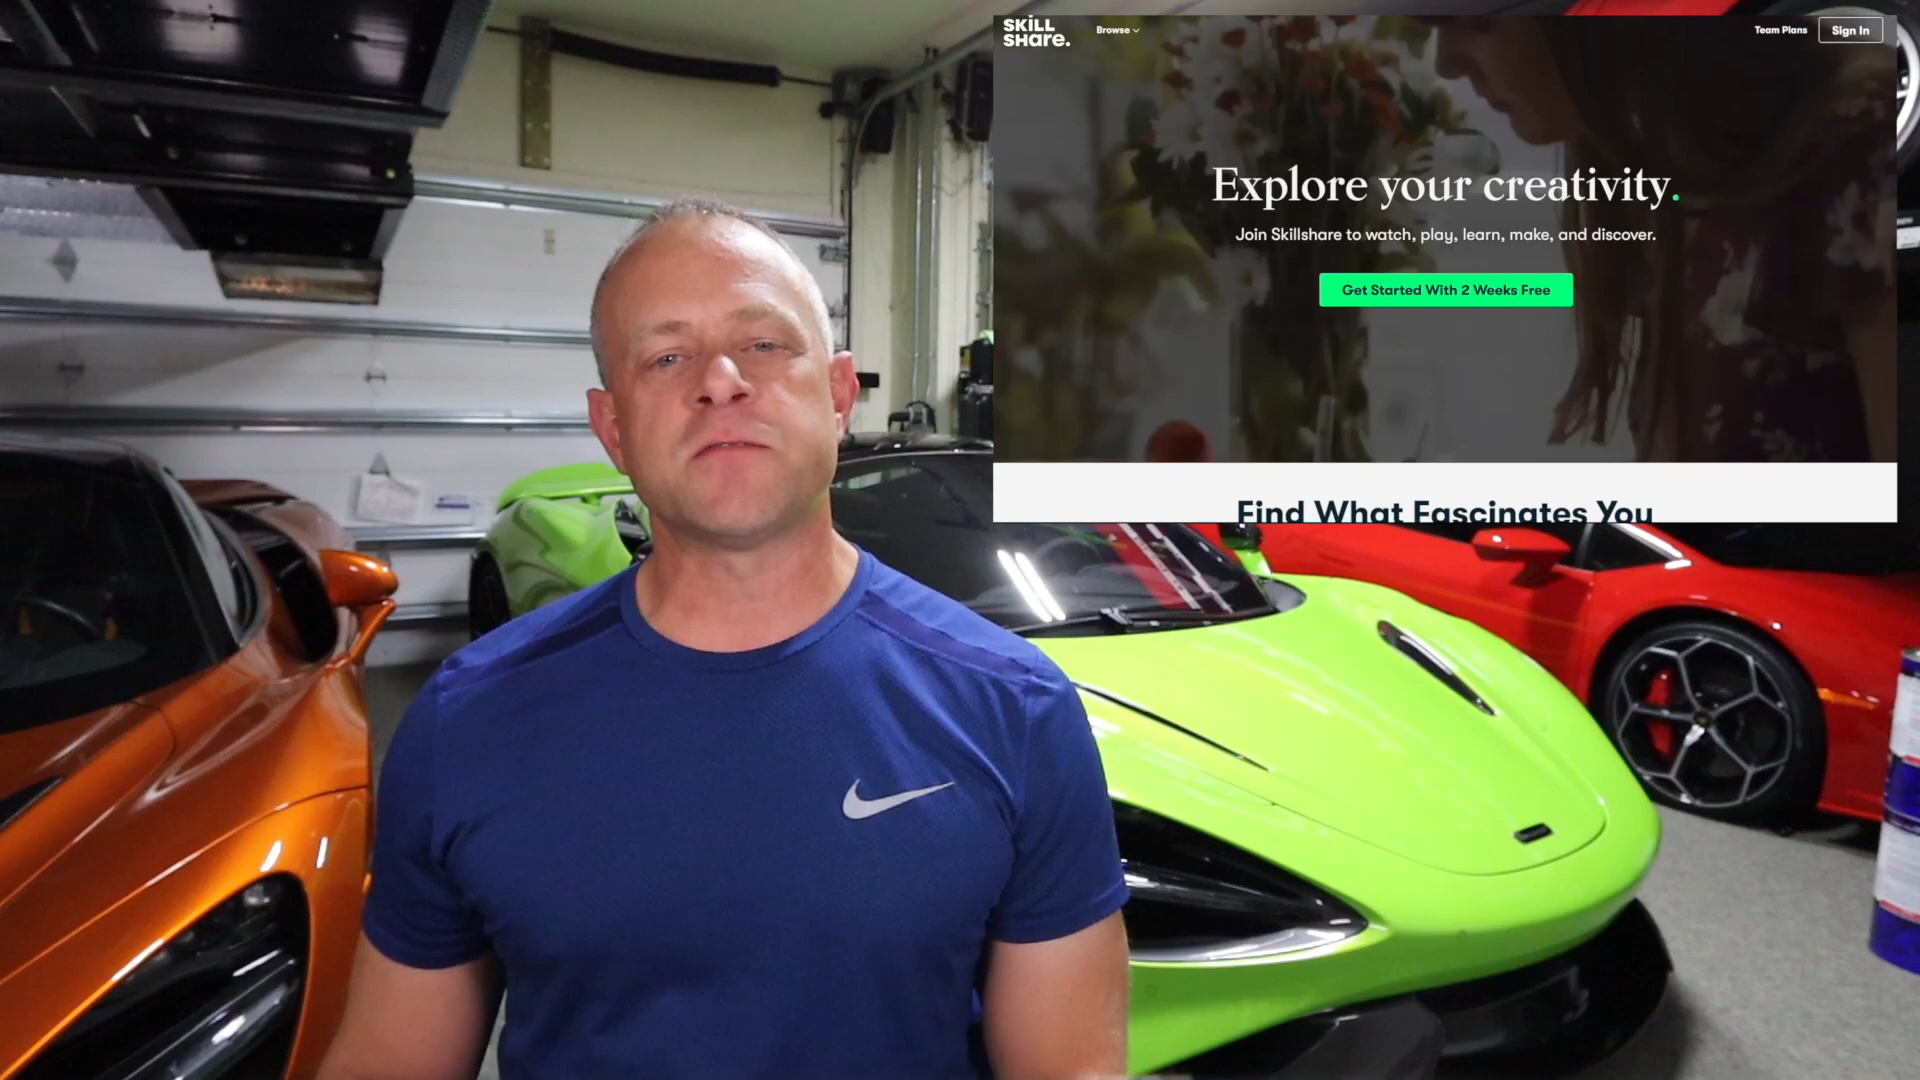 SKILL
SHare.
Browse
Team Plans
Sign In
Explore your creativity.
Join Skillshare to watch, play, learn, make, and discover.
Get Started With 2 Weeks Free
Find What Fascinates You